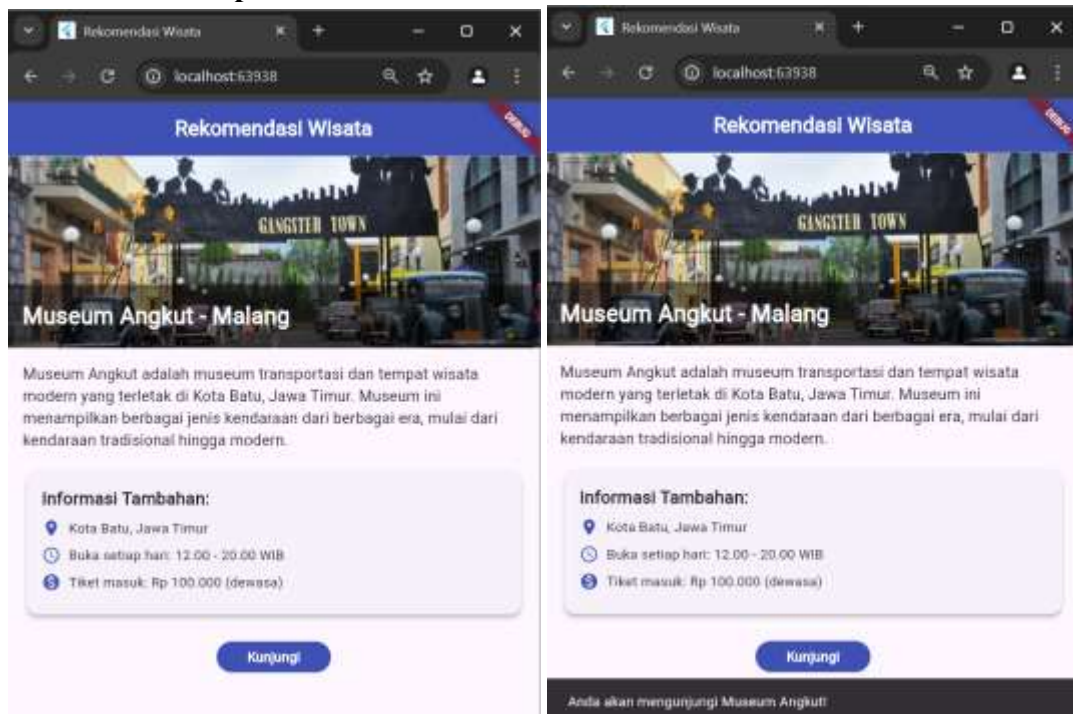 Rekomendasi Wisata
localhost:63938
Rekomendasi Wisata
DEBUG
GANGSTER TOWN
Museum Angkut - Malang
Museum Angkut adalah museum transportasi dan tempat wisata
modern yang terletak di Kota Batu, Jawa Timur. Museum ini
menampilkan berbagai jenis kendaraan dari berbagai era, mulai dari
kendaraan tradisional hingga modern.
Informasi Tambahan:
Kota Batu, Jawa Timur
Buka setiap hari: 12.00 - 20.00 WIB
Tiket masuk: Rp 100.000 (dewasa)
Kunjungi
Rekomendasi Wisata
localhost:63938
Rekomendasi Wisata
DEBUG
GANGSTER TOWN
Museum Angkut - Malang
Museum Angkut adalah museum transportasi dan tempat wisata
modern yang terletak di Kota Batu, Jawa Timur. Museum ini
menampilkan berbagai jenis kendaraan dari berbagai era, mulai dari
kendaraan tradisional hingga modern.
Informasi Tambahan:
Kota Batu, Jawa Timur
Buka setiap hari: 12.00 - 20.00 WIB
Tiket masuk: Rp 100.000 (dewasa)
Kunjungi
Anda akan mengunjungi Museum Angkut!